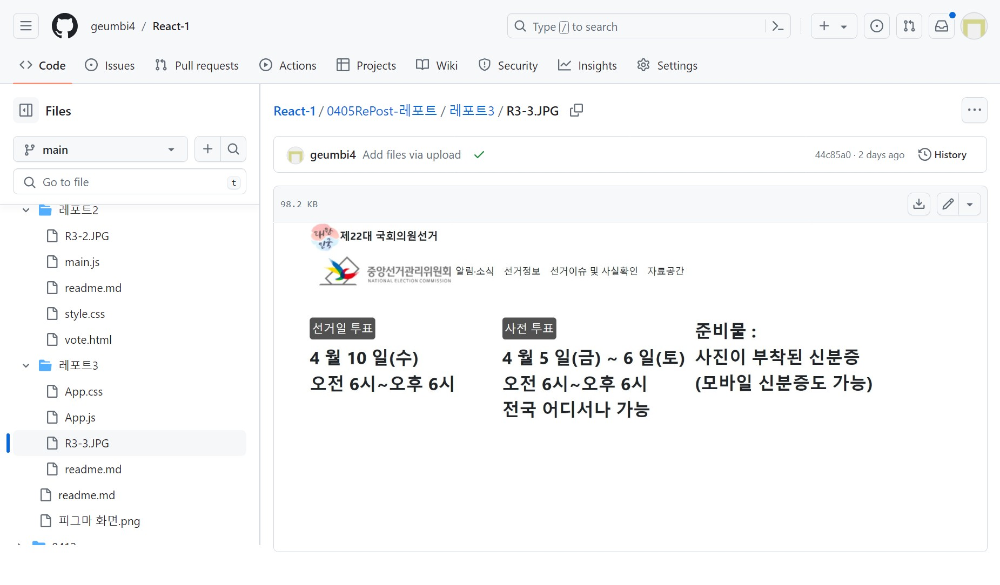 geumbi4 / React-1
Type / to search
Code
Issues
Pull requests
Actions
Projects
Wiki
Security
Insights
Settings
Files
main
Go to file
t
레포트2
R3-2.JPG
main.js
readme.md
style.css
vote.html
레포트3
App.css
App.js
R3-3.JPG
readme.md
readme.md
피그마 화면.png
React-1 / 0405RePost-레포트 / 레포트3 / R3-3.JPG
geumbi4 Add files via upload
44c85a0 · 2 days ago
History
98.2 KB
대한민국
제22대 국회의원선거
중앙선거관리위원회
NATIONAL ELECTION COMMISSION
알림·소식 선거정보 선거이슈 및 사실확인 자료공간
선거일 투표
4 월 10 일(수)
오전 6시~오후 6시
사전 투표
4 월 5 일(금) ~ 6 일(토)
오전 6시~오후 6시
전국 어디서나 가능
준비물 :
사진이 부착된 신분증
(모바일 신분증도 가능)